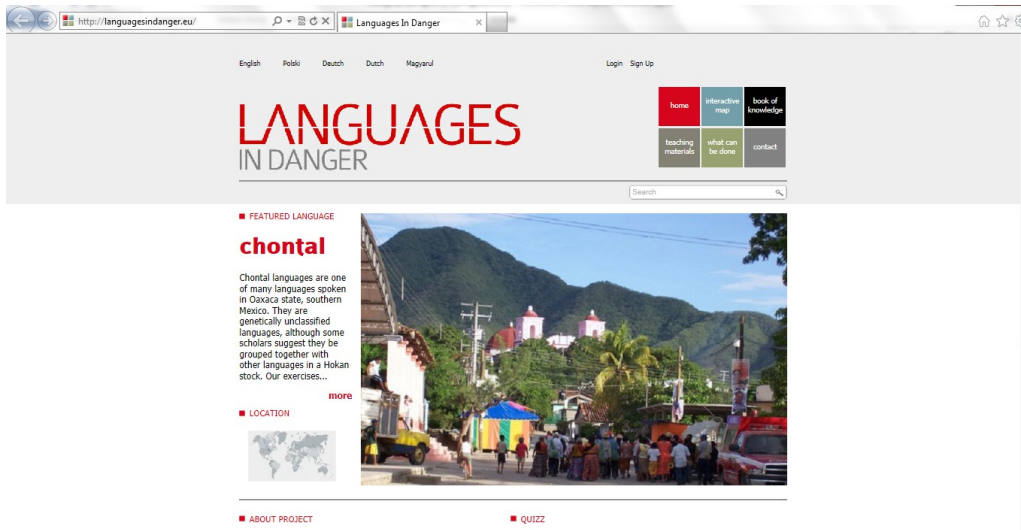 http://languagesindanger.eu/
Languages In Danger
English Polski Deutch Dutch Magyarul
Login Sign Up
LANGUAGES
IN DANGER
home
interactive
map
book of
knowledge
teaching
materials
what can
be done
contact
Search
FEATURED LANGUAGE
chontal
Chontal languages are one
of many languages spoken
in Oaxaca state, southern
Mexico. They are
genetically unclassified
languages, although some
scholars suggest they be
grouped together with
other languages in a Hokan
stock. Our exercises...
more
LOCATION
ABOUT PROJECT
QUIZZ